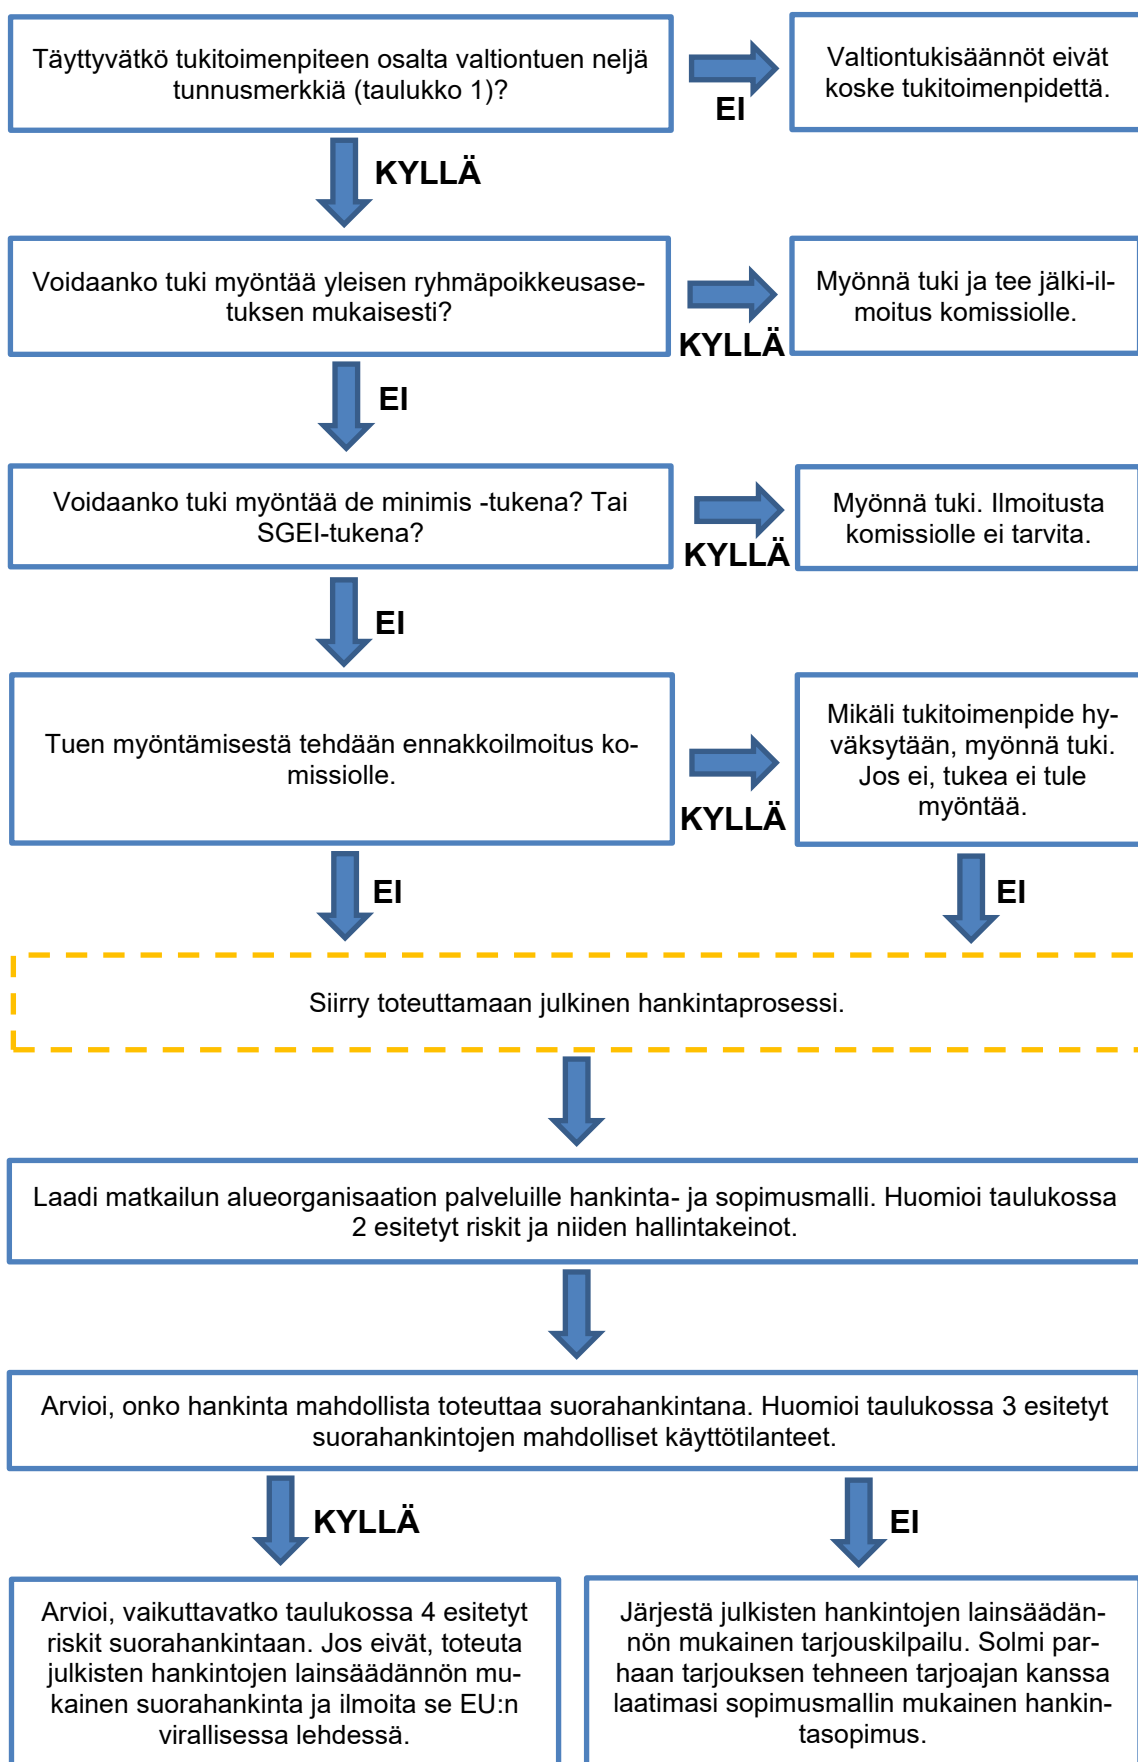 Täyttyvätkö tukitoimenpiteen osalta valtiontuen neljä
tunnusmerkkiä (taulukko 1)?
EI
Valtiontukisäännöt eivät
koske tukitoimenpidettä.
KYLLÄ
Voidaanko tuki myöntää yleisen ryhmäpoikkeusase-
tuksen mukaisesti?
KYLLÄ
Myönnä tuki ja tee jälki-il-
moitus komissiolle.
EI
Voidaanko tuki myöntää de minimis -tukena? Tai
SGEI-tukena?
KYLLÄ
Myönnä tuki. Ilmoitusta
komissiolle ei tarvita.
EI
Tuen myöntämisestä tehdään ennakkoilmoitus ko-
missiolle.
KYLLÄ
Mikäli tukitoimenpide hy-
väksytään, myönnä tuki.
Jos ei, tukea ei tule
myöntää.
EI
EI
Siirry toteuttamaan julkinen hankintaprosessi.
Laadi matkailun alueorganisaation palveluille hankinta- ja sopimusmalli. Huomioi taulukossa
2 esitetyt riskit ja niiden hallintakeinot.
Arvioi, onko hankinta mahdollista toteuttaa suorahankintana. Huomioi taulukossa 3 esitetyt
suorahankintojen mahdolliset käyttötilanteet.
KYLLÄ
EI
Arvioi, vaikuttavatko taulukossa 4 esitetyt
riskit suorahankintaan. Jos eivät, toteuta
julkisten hankintojen lainsäädännön mu-
kainen suorahankinta ja ilmoita se EU:n
virallisessa lehdessä.
Järjestä julkisten hankintojen lainsäädän-
nön mukainen tarjouskilpailu. Solmi par-
haan tarjouksen tehneen tarjoajan kanssa
laatimasi sopimusmallin mukainen hankin-
tasopimus.